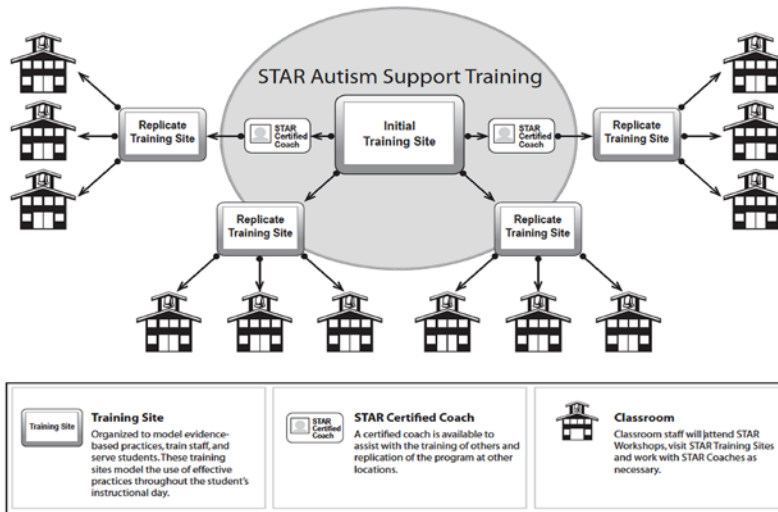 STAR Autism Support Training
Replicate
Training Site
STAR
Certified
Coach
Initial
Training Site
STAR
Certified
Coach
Replicate
Training Site
Replicate
Training Site
Replicate
Training Site
Training Site
Training Site
Organized to model evidence-
based practices, train staff, and
serve students. These training
sites model the use of effective
practices throughout the student's
instructional day.
STAR
Certified
Coach
STAR Certified Coach
A certified coach is available to
assist with the training of others and
replication of the program at other
locations.
Classroom
Classroom staff will attend STAR
Workshops, visit STAR Training Sites
and work with STAR Coaches as
necessary.